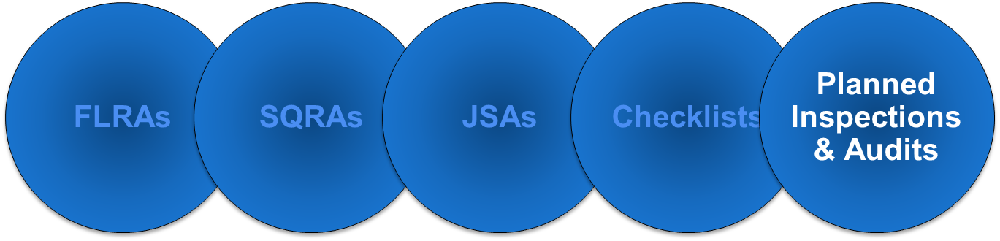 FLRAs
SQRAs
JSAs
Checklists
Planned
Inspections
& Audits